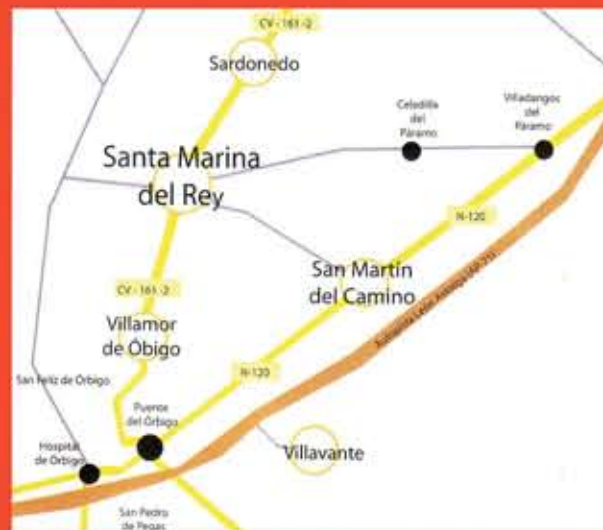 CV - 161 -2
Sardonedo
Celadilla
del
Páramo
Villadangos
del
Páramo
Santa Marina
del Rey
N-120
San Martín
del Camino
CV - 161 -2
Villamor
de Óbigo
N-120
San Feliz de Órbigo
Puente
del Órbigo
Hospital
de Órbigo
Villavante
San Pedro
de Pegas